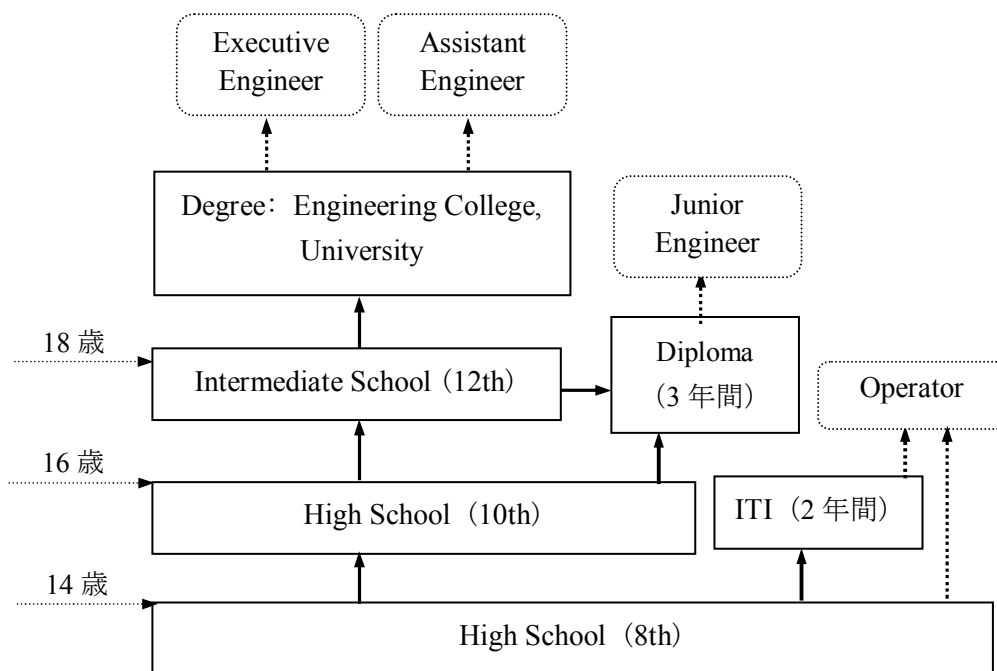 Executive
Engineer
Assistant
Engineer
Degree：Engineering College,
University
Junior
Engineer
18 歳
Intermediate School（12th）
Diploma
（3 年間）
Operator
16 歳
High School（10th）
ITI（2 年間）
14 歳
High School（8th）